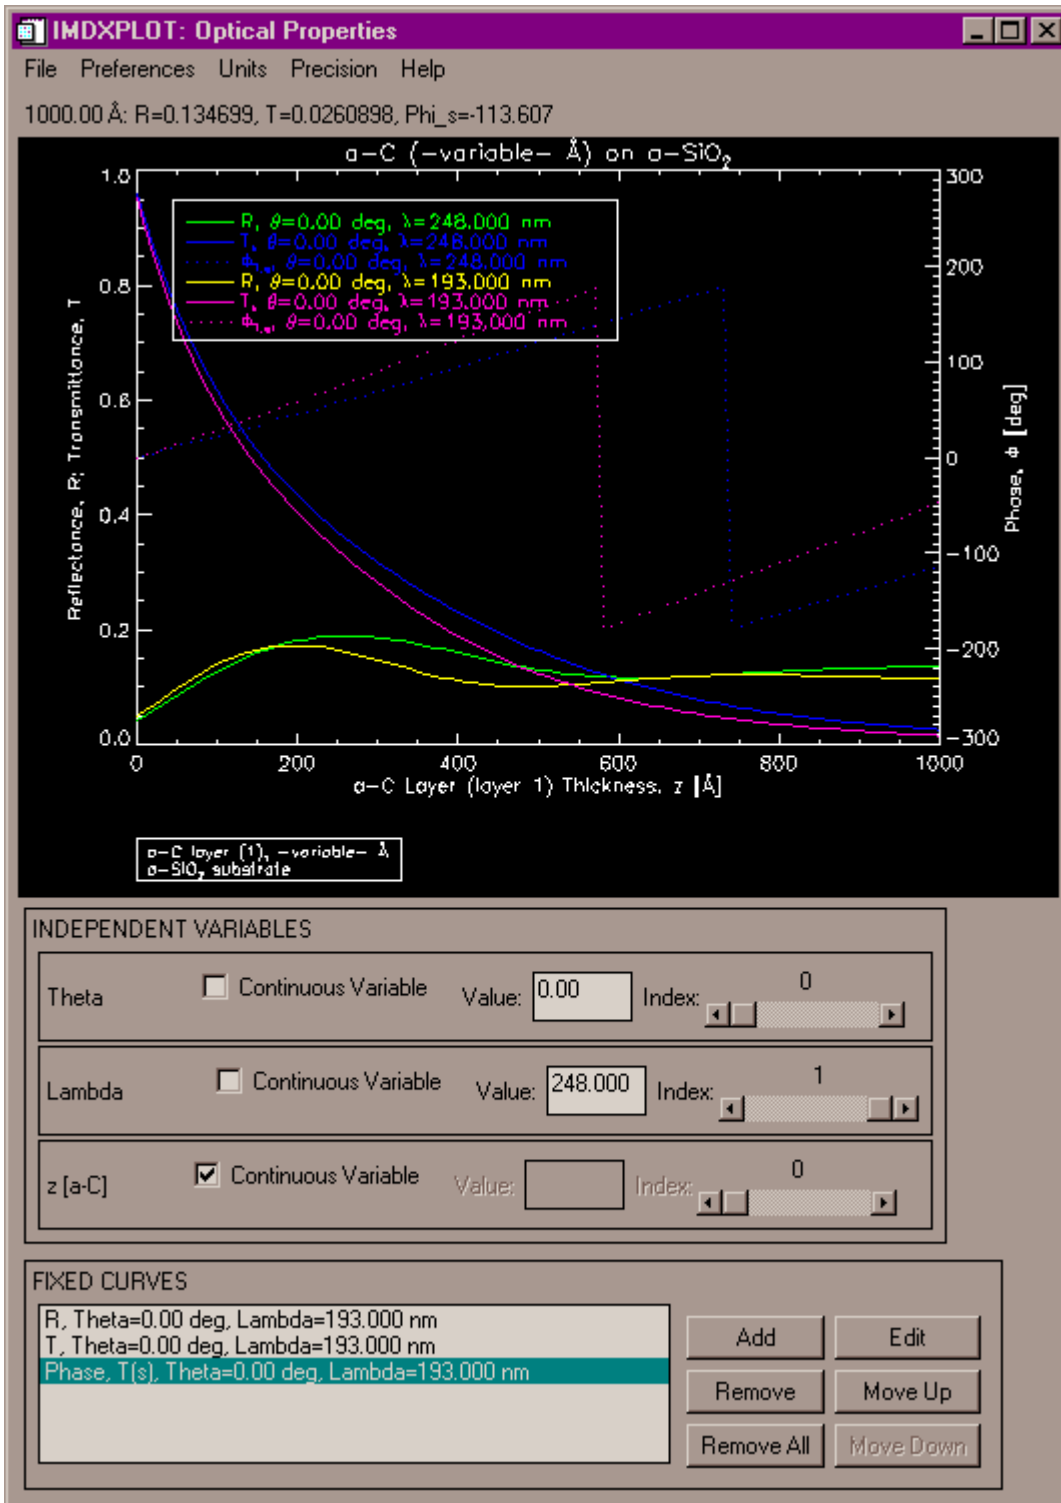 IMDXPLOT: Optical Properties
File Preferences Units Precision Help
1000.00 Å: R=0.134699, T=0.0260898, Phi_s=-113.607
a-C (-variable- Å) on a-SiO₂
1.0
0.8
0.6
0.4
0.2
0.0
Reflectance, R; Transmittance, T
R, θ=0.00 deg, λ=248.000 nm
T, θ=0.00 deg, λ=248.000 nm
θ=0.00 deg, λ=248.000 nm
R, θ=0.00 deg, λ=193.000 nm
T, θ=0.00 deg, λ=193.000 nm
θ=0.00 deg, λ=193.000 nm
300
200
100
0
-100
-200
-300
Phase, Φ [deg]
0 200 400 600 800 1000
a-C Layer (layer 1) Thickness, z [Å]
a-C layer (1), -variable- Å
a-SiO₂ substrate
INDEPENDENT VARIABLES
Theta Continuous Variable Value: 0.00 Index: 0
Lambda Continuous Variable Value: 248.000 Index: 1
z [a-C] Continuous Variable Value: Index: 0
FIXED CURVES
R, Theta=0.00 deg, Lambda=193.000 nm
T, Theta=0.00 deg, Lambda=193.000 nm
Phase, T(s), Theta=0.00 deg, Lambda=193.000 nm
Add Edit
Remove Move Up
Remove All Move Down